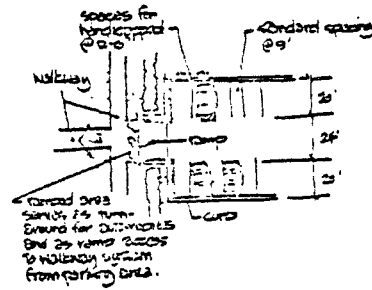 spaces for
handicapped
@ 12'-0
standard spacing
@ 9'
Walkway
20'
24'
20'
Ramp
curb
ramped area
serves as turn-
around for automobiles
and as ramp access
to walkway system
from parking area.